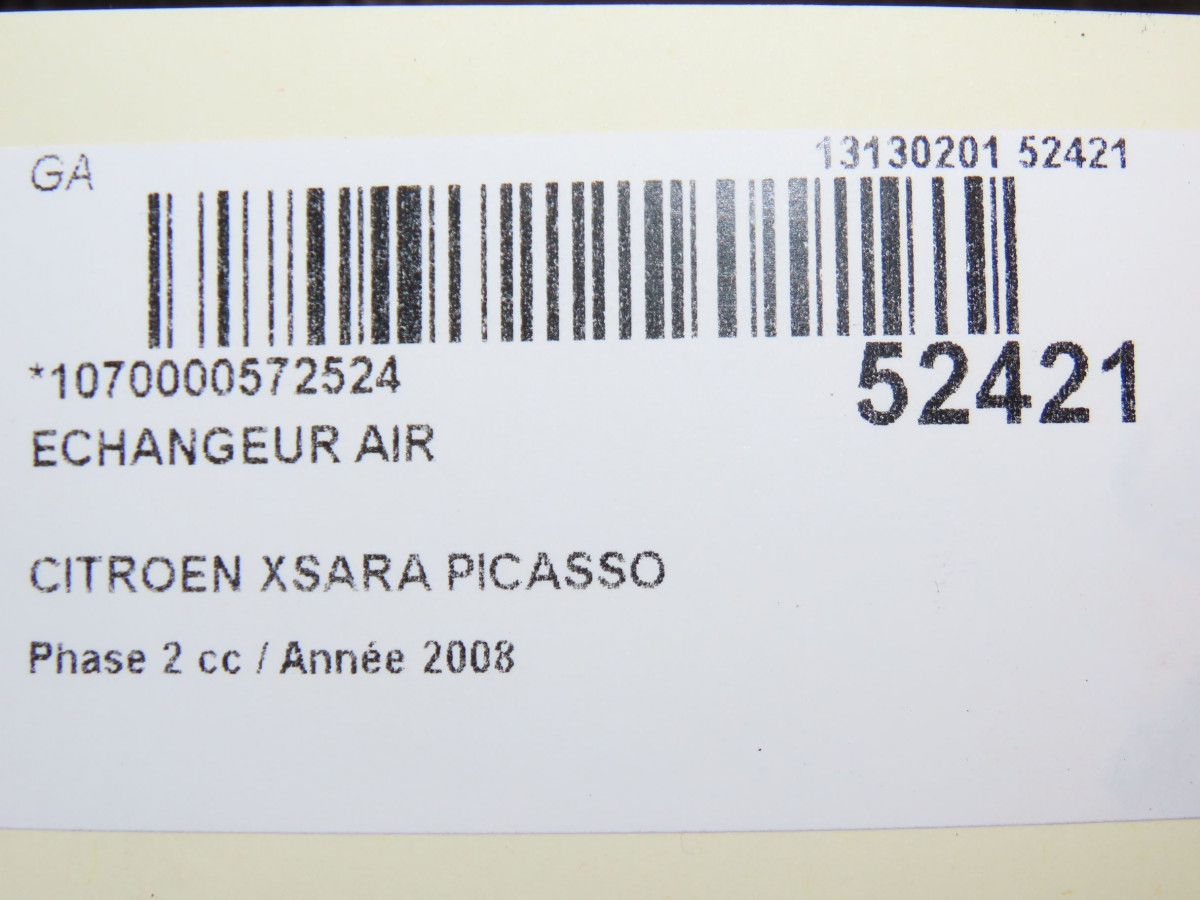 GA
13130201 52421
*1070000572524
52421
ECHANGEUR AIR
CITROEN XSARA PICASSO
Phase 2 cc / Année 2008